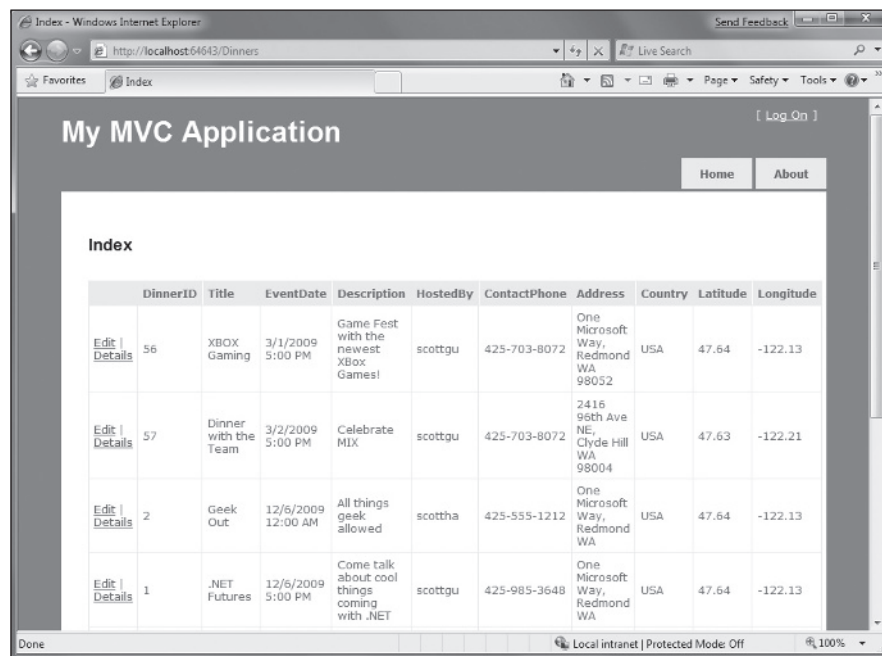 Index - Windows Internet Explorer
Send Feedback
http://localhost:64643/Dinners
Live Search
Favorites
Index
Page
Safety
Tools
[ Log On ]
My MVC Application
Home
About
Index
DinnerID Title EventDate Description HostedBy ContactPhone Address Country Latitude Longitude
Edit |
Details
56
XBOX
Gaming
3/1/2009
5:00 PM
Game Fest
with the
newest
XBox
Games!
scottgu
425-703-8072
One
Microsoft
Way,
Redmond
WA
98052
USA
47.64
-122.13
Edit |
Details
57
Dinner
with the
Team
3/2/2009
5:00 PM
Celebrate
MIX
scottgu
425-703-8072
2416
96th Ave
NE,
Clyde Hill
WA
98004
USA
47.63
-122.21
Edit |
Details
2
Geek
Out
12/6/2009
12:00 AM
All things
geek
allowed
scottha
425-555-1212
One
Microsoft
Way,
Redmond
WA
USA
47.64
-122.13
Edit |
Details
1
.NET
Futures
12/6/2009
5:00 PM
Come talk
about cool
things
coming
with .NET
scottgu
425-985-3648
One
Microsoft
Way,
Redmond
WA
USA
47.64
-122.13
Done
Local intranet | Protected Mode: Off
100%